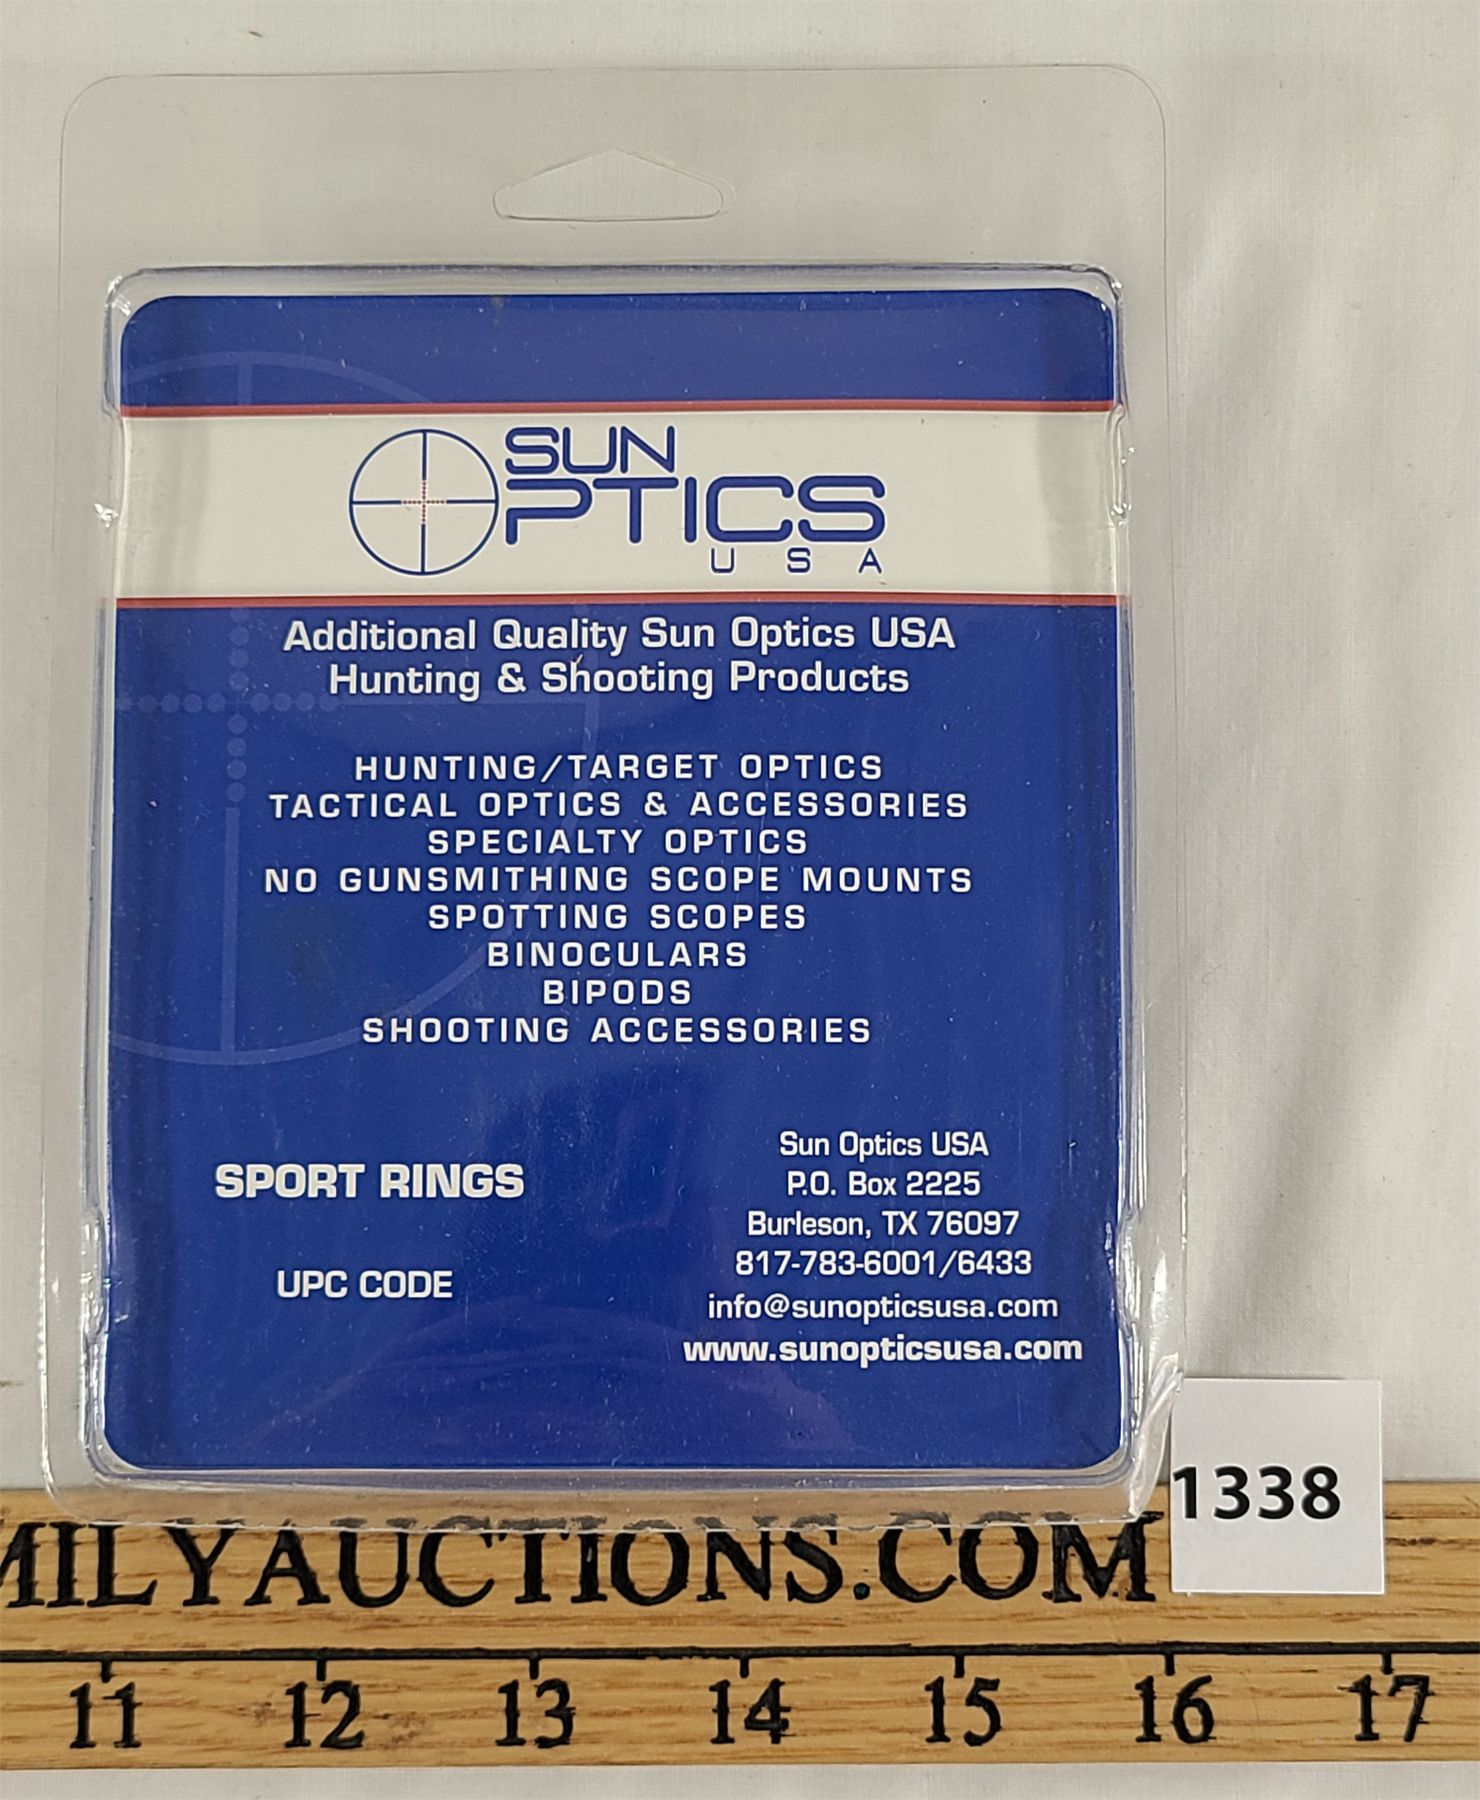 SUN
OPTICS
USA
Additional Quality Sun Optics USA
Hunting & Shooting Products
HUNTING/TARGET OPTICS
TACTICAL OPTICS & ACCESSORIES
SPECIALTY OPTICS
NO GUNSMITHING SCOPE MOUNTS
SPOTTING SCOPES
BINOCULARS
BIPODS
SHOOTING ACCESSORIES
SPORT RINGS
UPC CODE
Sun Optics USA
P.O. Box 2225
Burleson, TX 76097
817-783-6001/6433
info@sunopticsusa.com
www.sunopticsusa.com
1338
MILYAUCTIONS.COM
11 12 13 14 15 16 17